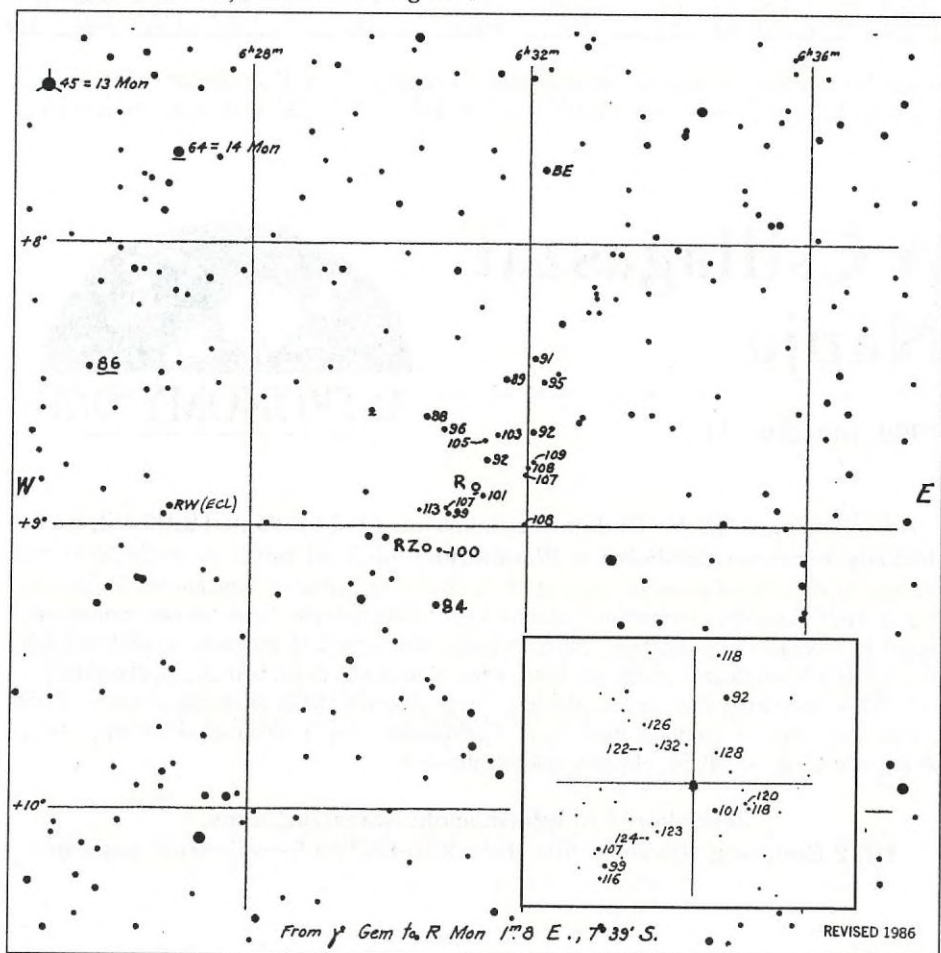 6ʰ28ᵐ
6ʰ32ᵐ
6ʰ36ᵐ
45 = 13 Mon
64 = 14 Mon
BE
+8°
91
86
89
95
88
96
103
92
105
92
109
108
107
W
R
101
E
RW (ECL)
113
107
99
+9°
108
RZ
100
84
118
92
126
122
132
128
120
101
118
+10°
123
124
107
99
116
From γ Gem to R Mon 1ᵐ.8 E., 7°39' S.
REVISED 1986